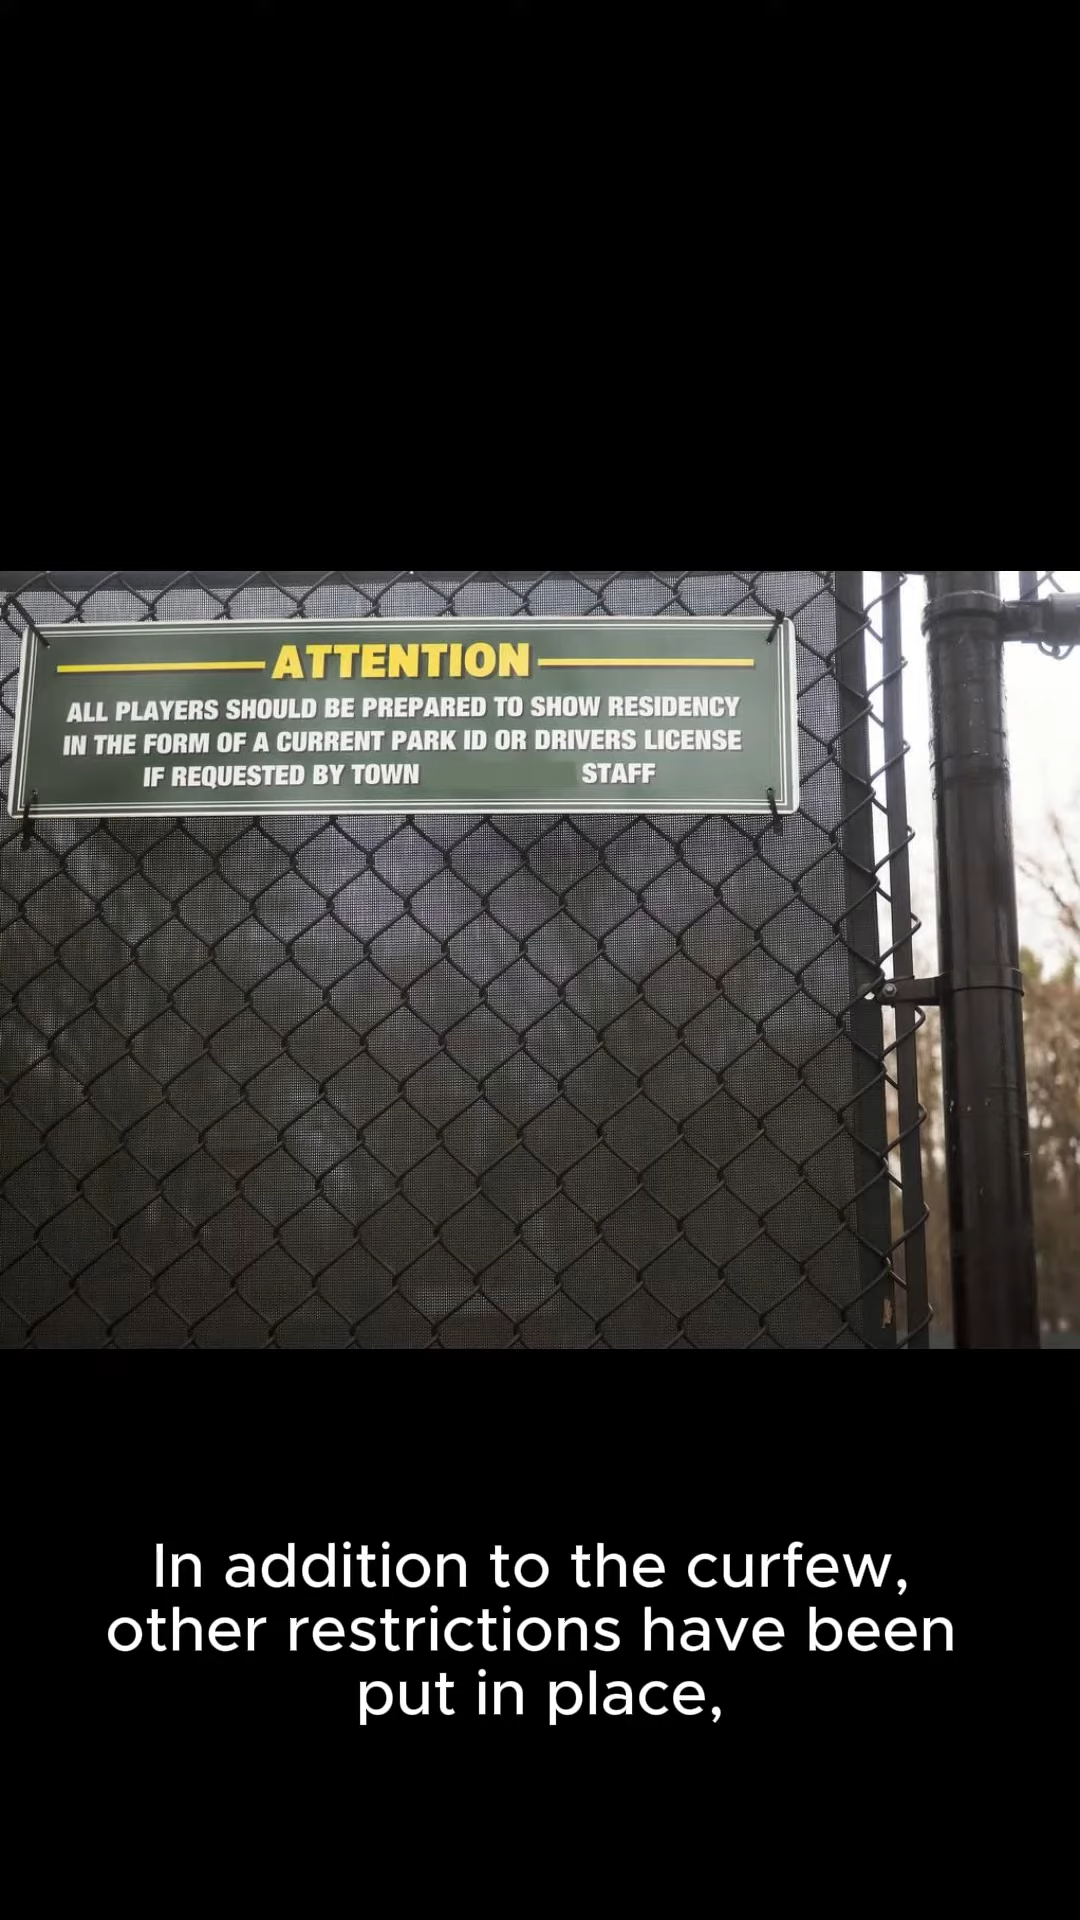 ATTENTION
ALL PLAYERS SHOULD BE PREPARED TO SHOW RESIDENCY
IN THE FORM OF A CURRENT PARK ID OR DRIVERS LICENSE
IF REQUESTED BY TOWN STAFF
In addition to the curfew,
other restrictions have been
put in place,